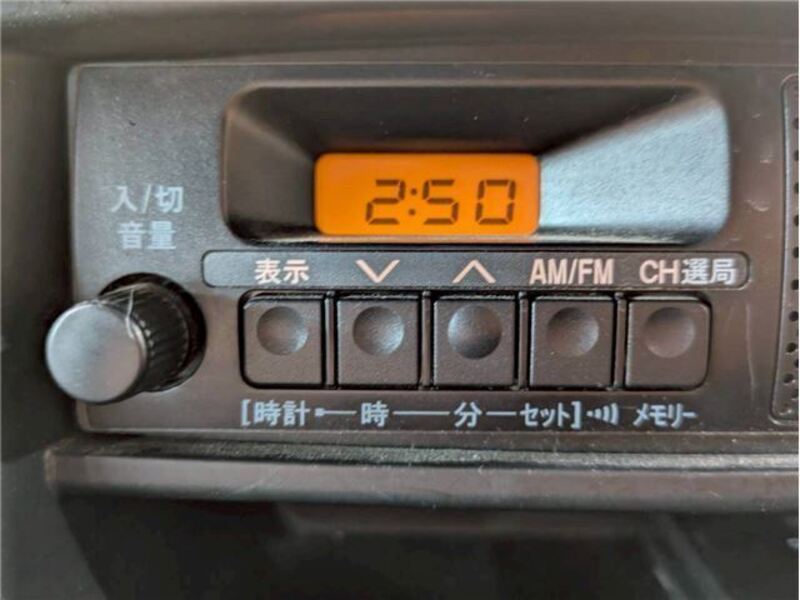 2:50
入/切
音量
表示 ∨ ∧ AM/FM CH選局
[時計 時 分 セット] メモリー